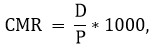 CMR = D/P * 1000,